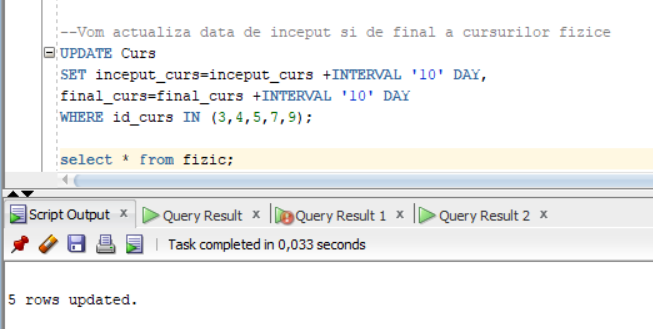 --Vom actualiza data de inceput si de final a cursurilor fizice
UPDATE Curs
SET inceput_curs=inceput_curs +INTERVAL '10' DAY,
final_curs=final_curs +INTERVAL '10' DAY
WHERE id_curs IN (3,4,5,7,9);
select * from fizic;
Script Output x Query Result x Query Result 1 x Query Result 2 x
Task completed in 0,033 seconds
5 rows updated.